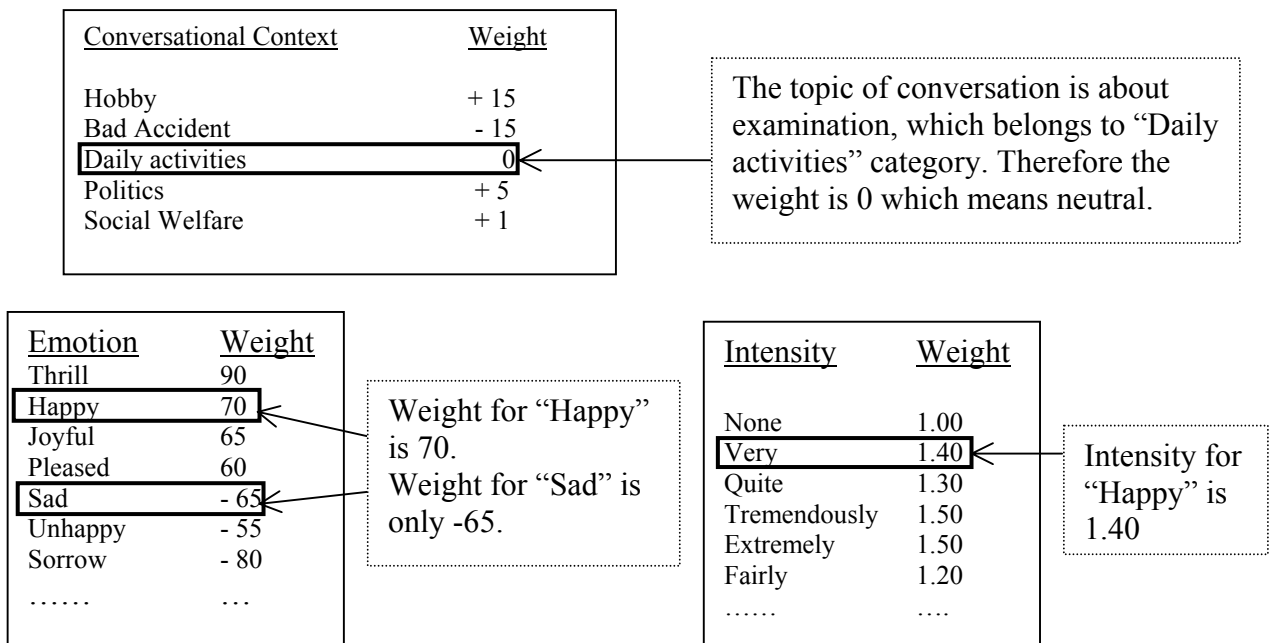 Conversational Context Weight
Hobby + 15
Bad Accident - 15
Daily activities 0
Politics + 5
Social Welfare + 1
The topic of conversation is about
examination, which belongs to “Daily
activities” category. Therefore the
weight is 0 which means neutral.
Emotion Weight
Thrill 90
Happy 70
Joyful 65
Pleased 60
Sad - 65
Unhappy - 55
Sorrow - 80
…… …
Weight for “Happy”
is 70.
Weight for “Sad” is
only -65.
Intensity Weight
None 1.00
Very 1.40
Quite 1.30
Tremendously 1.50
Extremely 1.50
Fairly 1.20
…… ….
Intensity for
“Happy” is
1.40